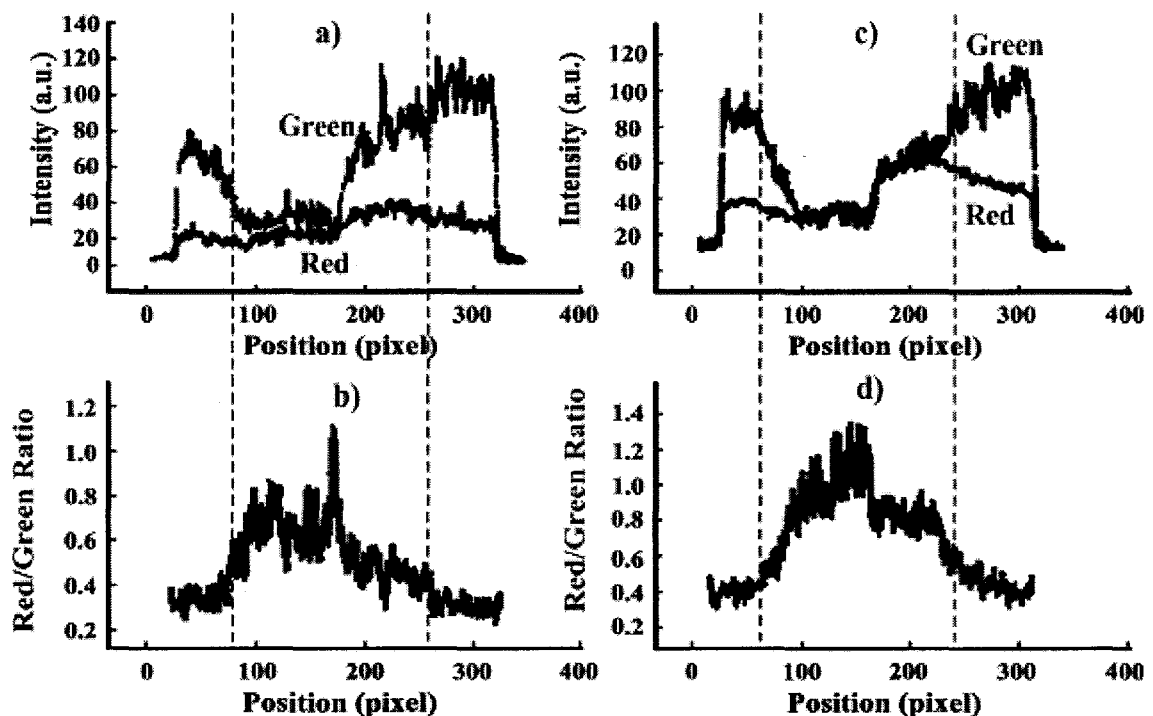 a)
140
120
100
80
60
40
20
0
Intensity (a.u.)
Green
Red
0 100 200 300 400
Position (pixel)
c)
120
100
80
60
40
20
0
Intensity (a.u.)
Green
Red
0 100 200 300 400
Position (pixel)
b)
1.2
1.0
0.8
0.6
0.4
0.2
Red/Green Ratio
0 100 200 300 400
Position (pixel)
d)
1.4
1.2
1.0
0.8
0.6
0.4
0.2
Red/Green Ratio
0 100 200 300 400
Position (pixel)